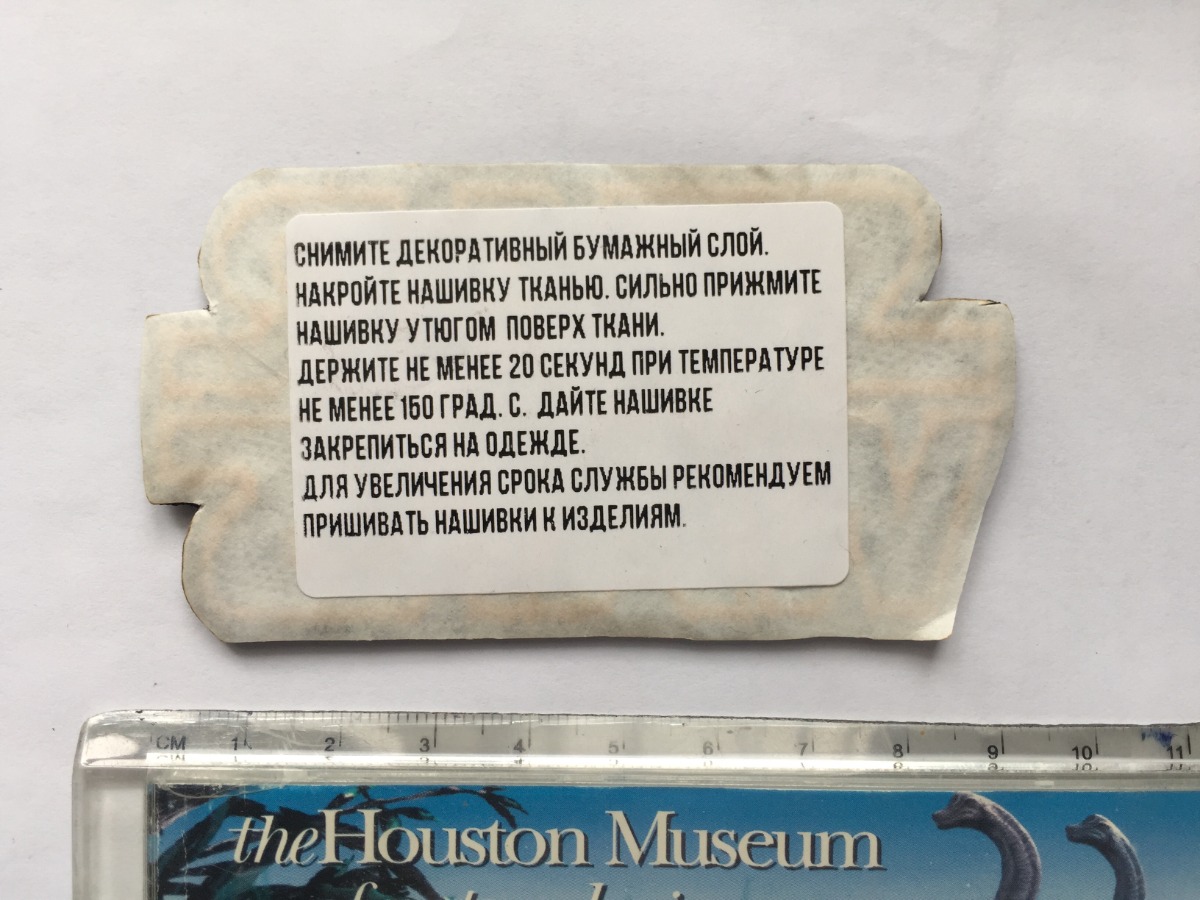 СНИМИТЕ ДЕКОРАТИВНЫЙ БУМАЖНЫЙ СЛОЙ.
НАКРОЙТЕ НАШИВКУ ТКАНЬЮ. СИЛЬНО ПРИЖМИТЕ
НАШИВКУ УТЮГОМ ПОВЕРХ ТКАНИ.
ДЕРЖИТЕ НЕ МЕНЕЕ 20 СЕКУНД ПРИ ТЕМПЕРАТУРЕ
НЕ МЕНЕЕ 150 ГРАД. С. ДАЙТЕ НАШИВКЕ
ЗАКРЕПИТЬСЯ НА ОДЕЖДЕ.
ДЛЯ УВЕЛИЧЕНИЯ СРОКА СЛУЖБЫ РЕКОМЕНДУЕМ
ПРИШИВАТЬ НАШИВКИ К ИЗДЕЛИЯМ.
CM 1 2 3 4 5 6 7 8 9 10 11
the Houston Museum